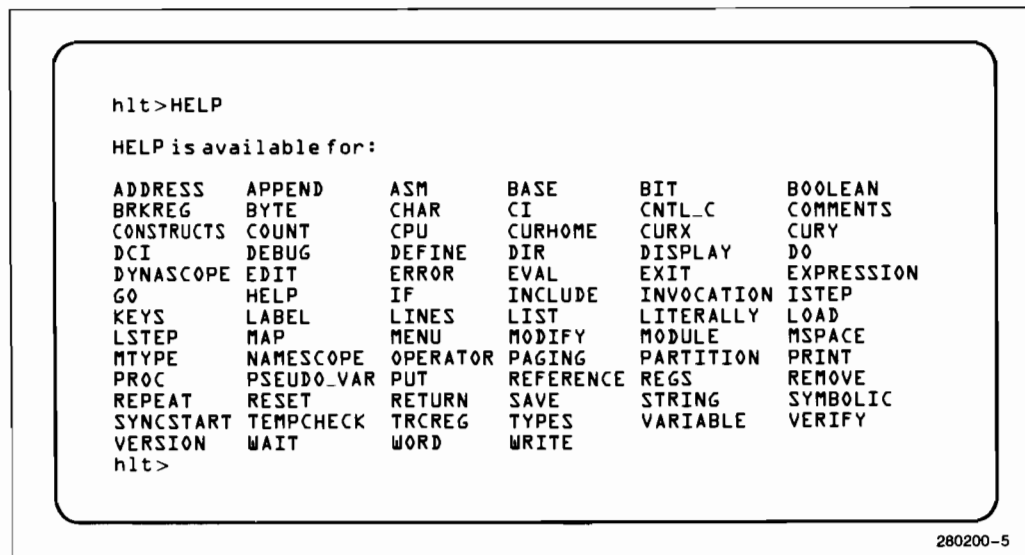 hlt>HELP
HELP is available for:
ADDRESS APPEND ASM BASE BIT BOOLEAN
BRKREG BYTE CHAR CI CNTL_C COMMENTS
CONSTRUCTS COUNT CPU CURHOME CURX CURY
DCI DEBUG DEFINE DIR DISPLAY DO
DYNASCOPE EDIT ERROR EVAL EXIT EXPRESSION
GO HELP IF INCLUDE INVOCATION ISTEP
KEYS LABEL LINES LIST LITERALLY LOAD
LSTEP MAP MENU MODIFY MODULE MSPACE
MTYPE NAMESCOPE OPERATOR PAGING PARTITION PRINT
PROC PSEUDO_VAR PUT REFERENCE REGS REMOVE
REPEAT RESET RETURN SAVE STRING SYMBOLIC
SYNCSTART TEMPCHECK TRCREG TYPES VARIABLE VERIFY
VERSION WAIT WORD WRITE
hlt>
280200-5